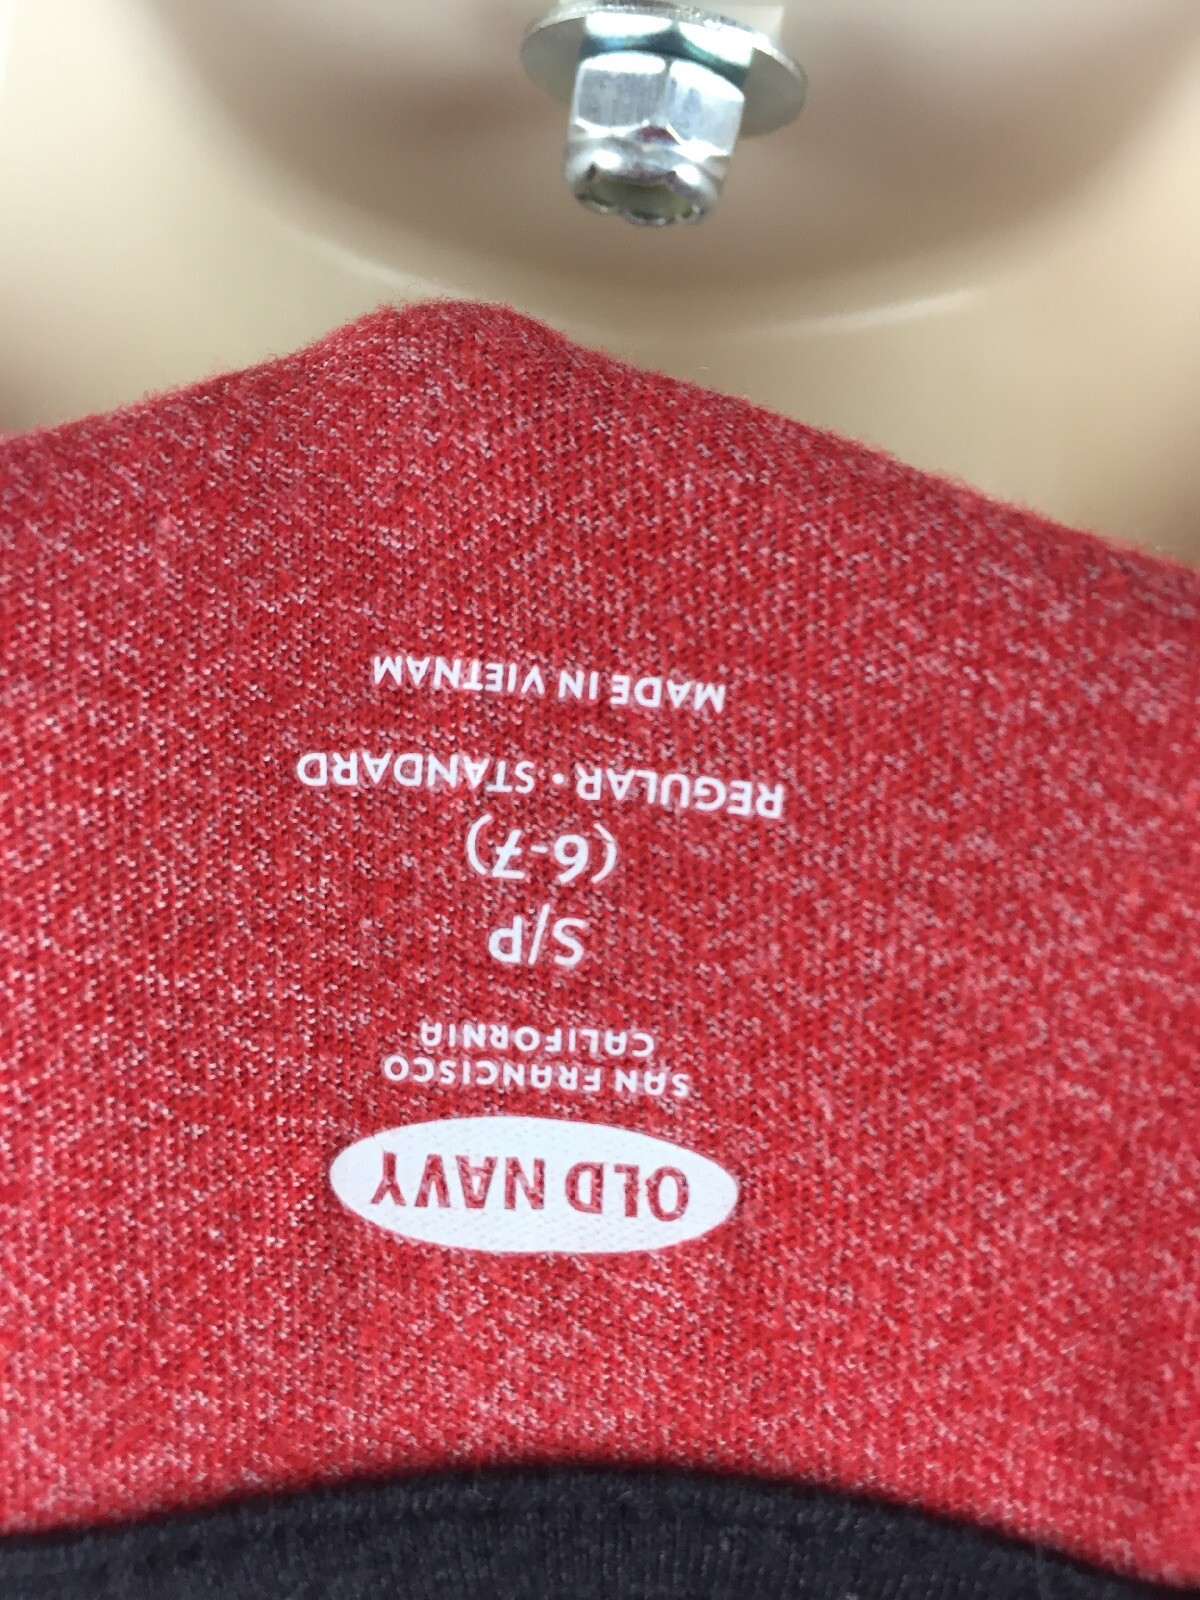 OLD NAVY
SAN FRANCISCO
CALIFORNIA
S/P
(6-7)
REGULAR • STANDARD
MADE IN VIETNAM